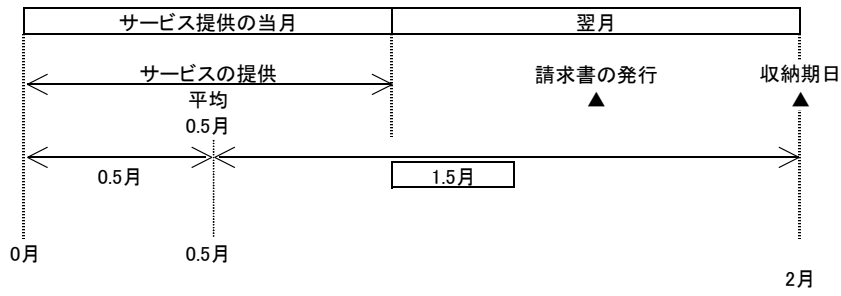 サービス提供の当月 翌月
サービスの提供 請求書の発行 収納期日
平均 ▲ ▲
0.5月
0.5月 1.5月
0月 0.5月
2月